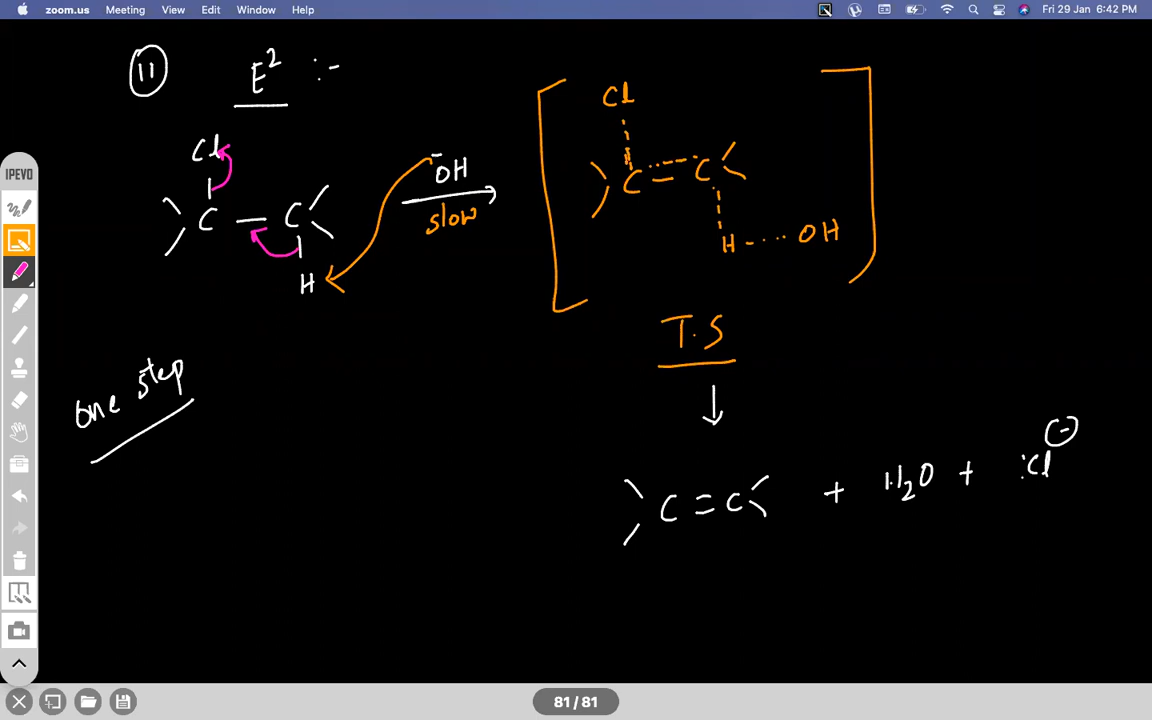 zoom.us Meeting View Edit Window Help Fri 29 Jan 6:42 PM
11 E² :-
Cl
C — C
H
‾OH
slow
Cl
C = C
H ---- OH
T.S
IPEVO
one step
C = C + H₂O + :Cl⊖
81 / 81